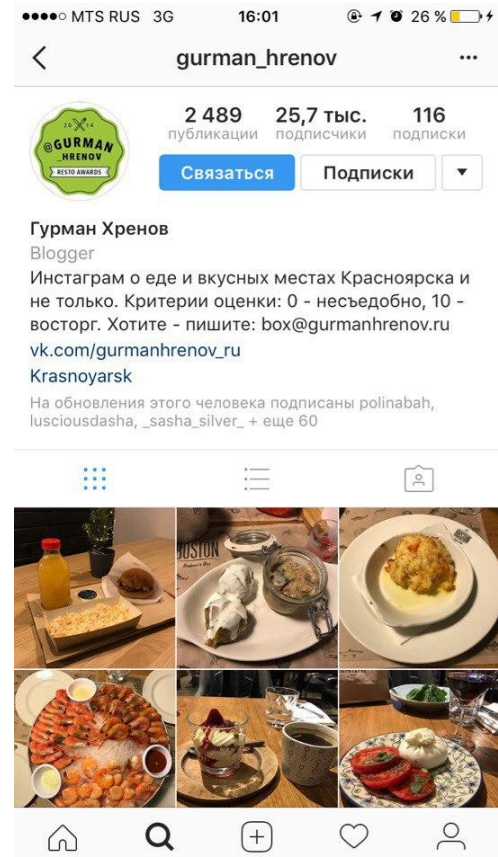 MTS RUS 3G 16:01 26 %
gurman_hrenov
2 489 25,7 тыс. 116
публикации подписчики подписки
Связаться Подписки
2014
@GURMAN
_HRENOV
RESTO AWARDS
Гурман Хренов
Blogger
Инстаграм о еде и вкусных местах Красноярска и
не только. Критерии оценки: 0 - несъедобно, 10 -
восторг. Хотите - пишите: box@gurmanhrenov.ru
vk.com/gurmanhrenov_ru
Krasnoyarsk
На обновления этого человека подписаны polinabah,
lusciousdasha, _sasha_silver_ + еще 60
BOSTON